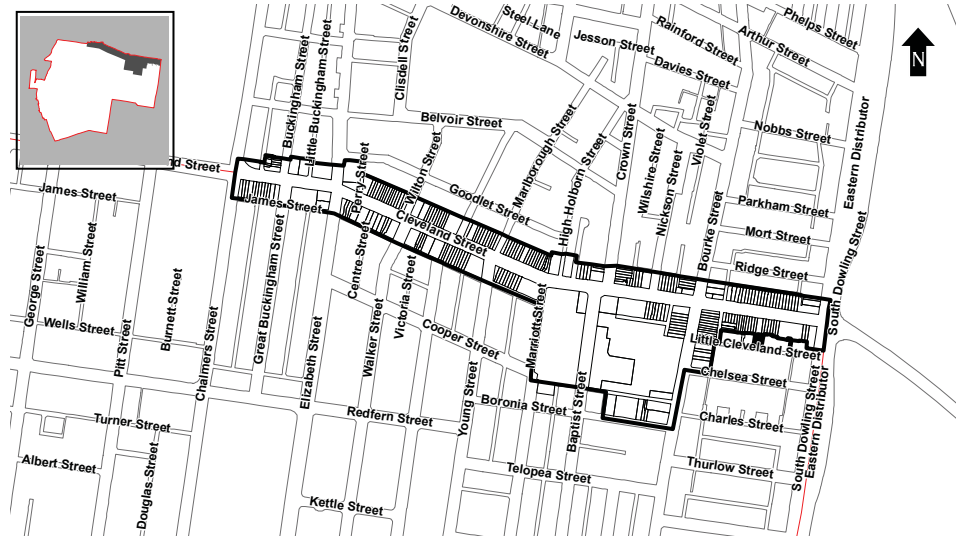 Phelps Street
Steel Lane
Devonshire Street
Rainford Street
Arthur Street
Jesson Street
N
Clisdell Street
Buckingham Street
Little Buckingham Street
Davies Street
Belvoir Street
Nobbs Street
Eastern Distributor
Marlborough Street
Crown Street
Violet Street
nd Street
Perry Street
Wilton Street
High Holborn Street
Wilshire Street
Nickson Street
James Street
James Street
Goodlet Street
Parkham Street
Cleveland Street
Bourke Street
Mort Street
George Street
William Street
Centre Street
Ridge Street
South Dowling Street
Burnett Street
Great Buckingham Street
Victoria Street
Wells Street
Pitt Street
Chalmers Street
Elizabeth Street
Walker Street
Cooper Street
Marriott Street
Little Cleveland Street
Chelsea Street
Young Street
Boronia Street
Baptist Street
Redfern Street
Turner Street
Charles Street
South Dowling Street
Eastern Distributor
Albert Street
Douglas Street
Telopea Street
Thurlow Street
Kettle Street